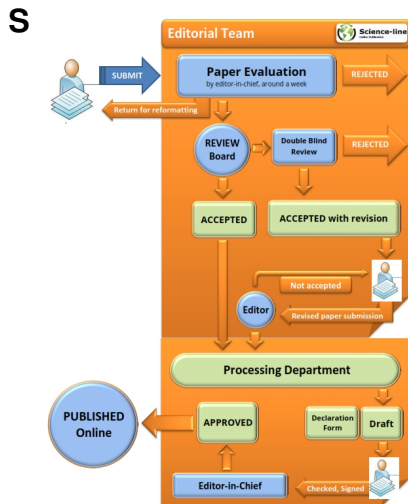 S
Editorial Team
Science-line
SUBMIT
Paper Evaluation
by editor-in-chief, around a week
REJECTED
Return for reformatting
REVIEW
Board
Double Blind
Review
REJECTED
ACCEPTED
ACCEPTED with revision
Not accepted
Editor
Revised paper submission
Processing Department
PUBLISHED
Online
APPROVED
Declaration
Form
Draft
Editor-in-Chief
Checked, Signed